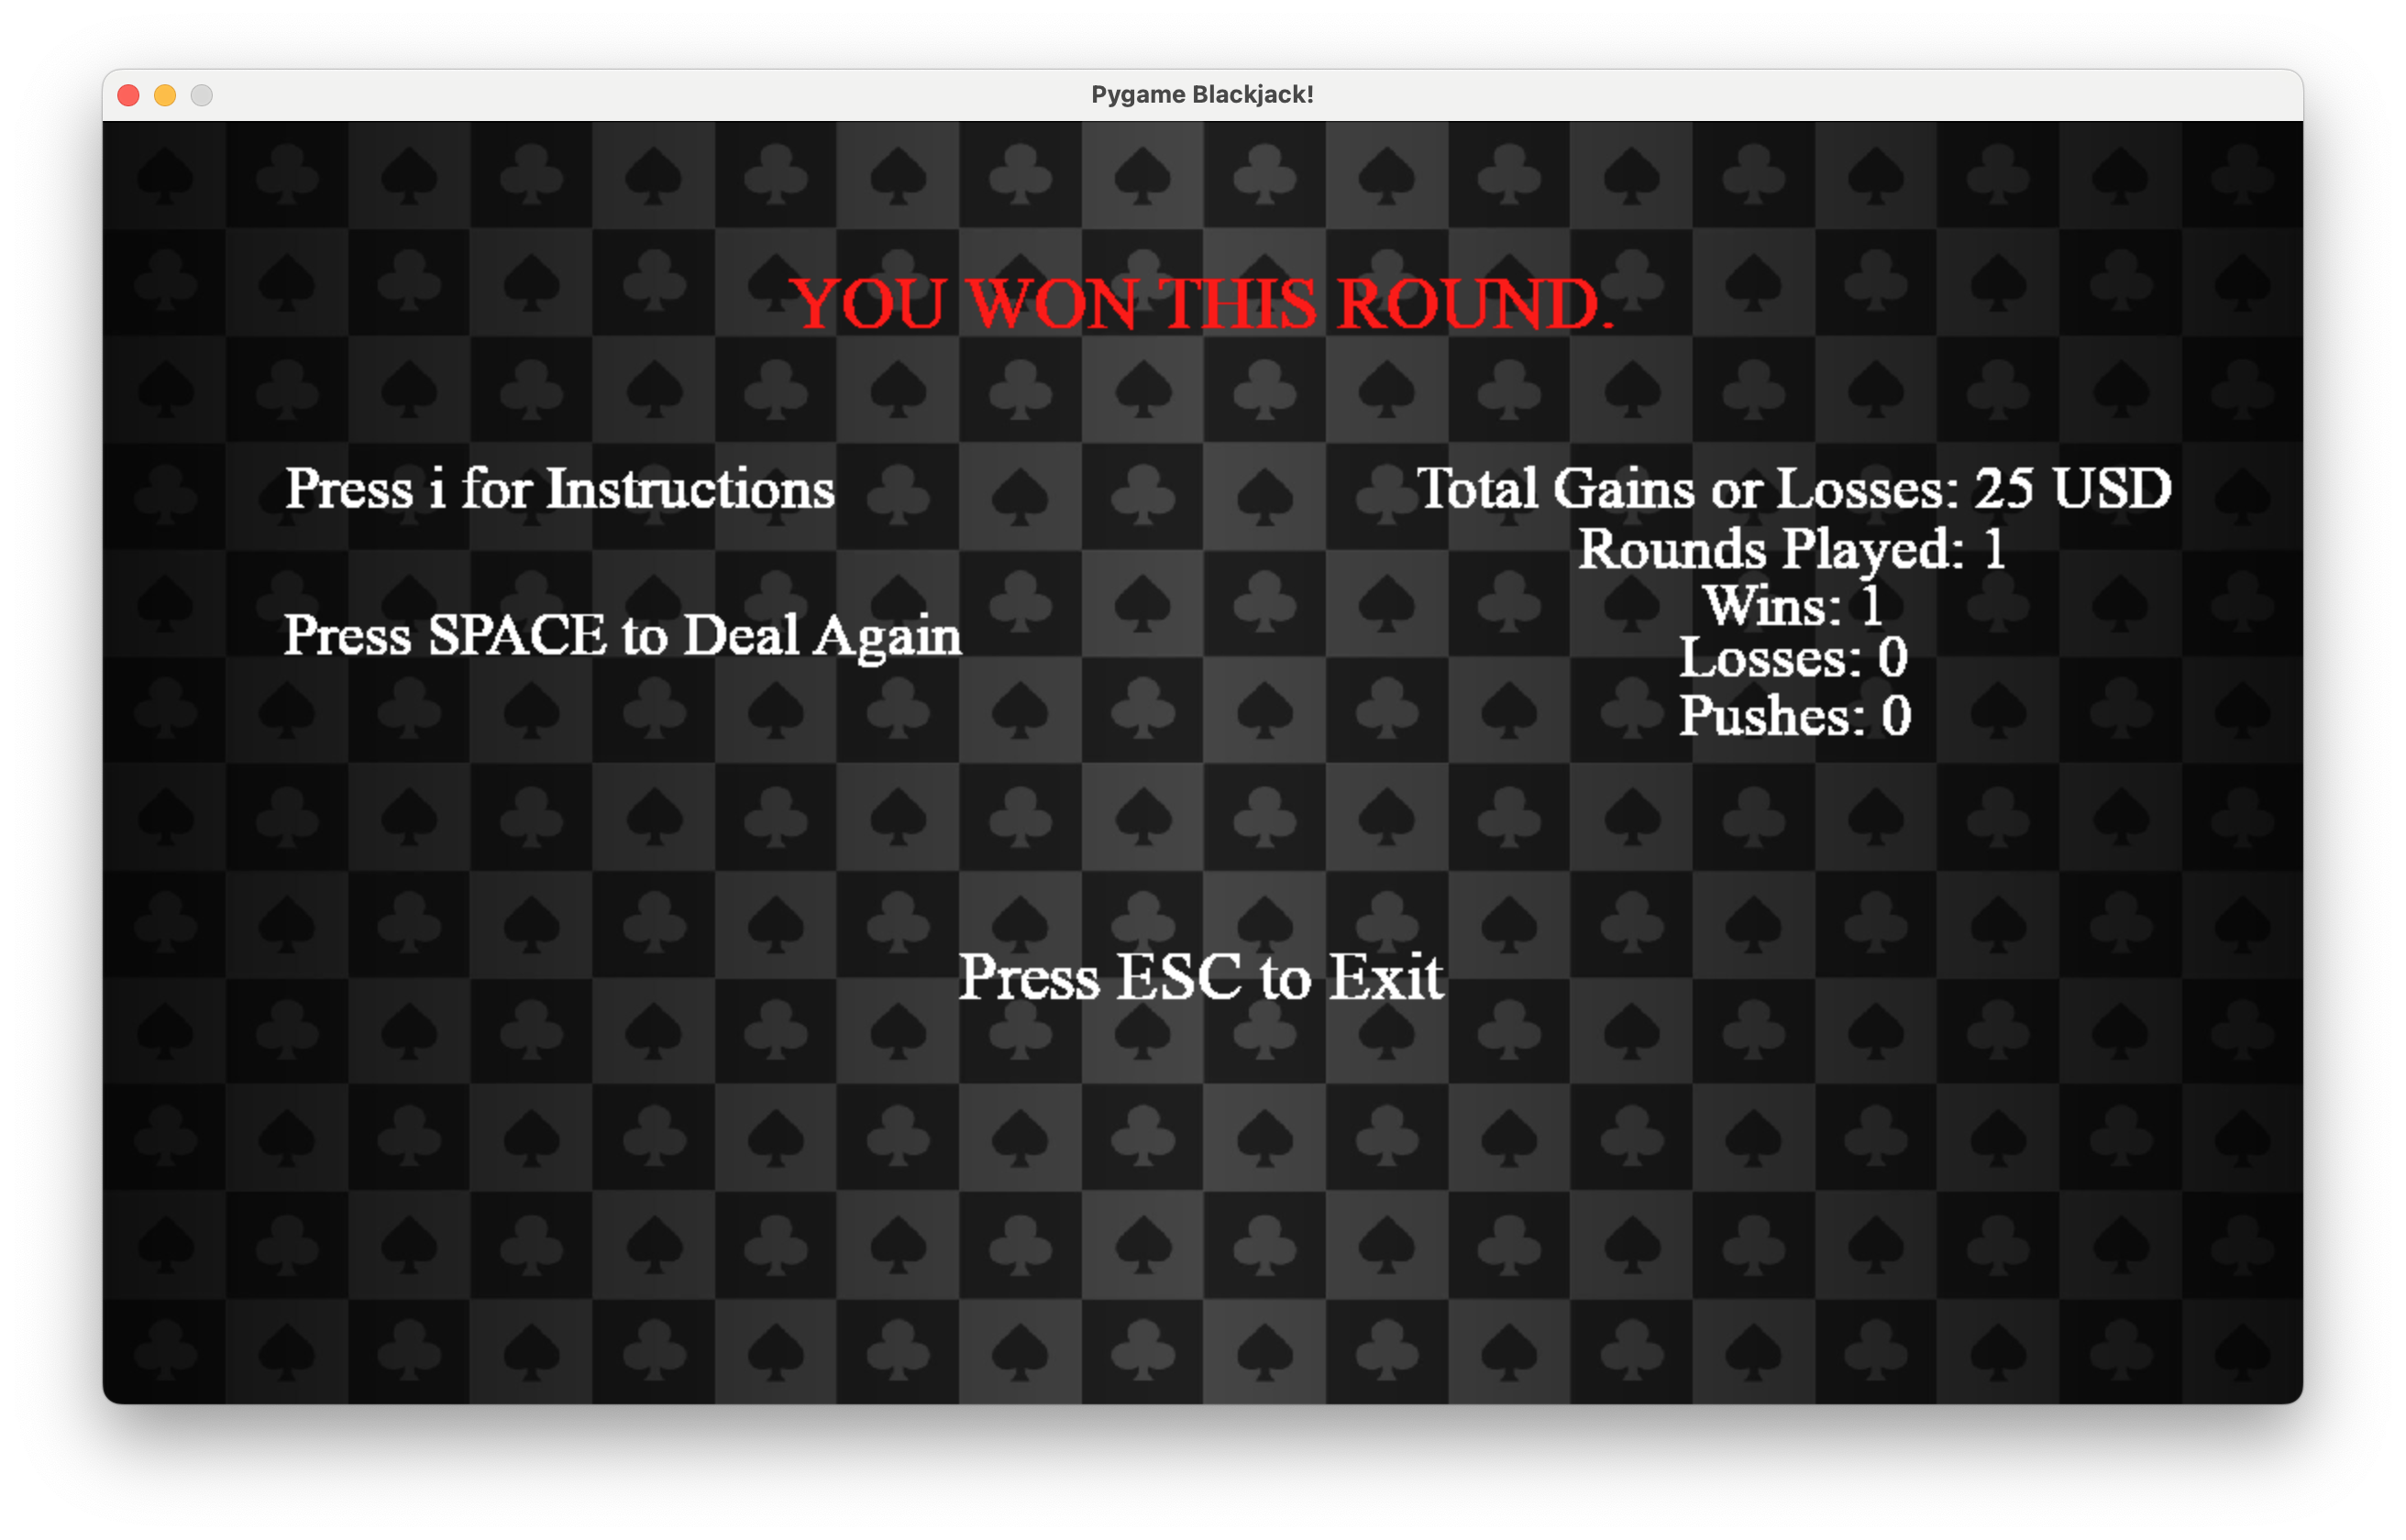 Pygame Blackjack!
YOU WON THIS ROUND.
Press i for Instructions
Press SPACE to Deal Again
Total Gains or Losses: 25 USD
Rounds Played: 1
Wins: 1
Losses: 0
Pushes: 0
Press ESC to Exit